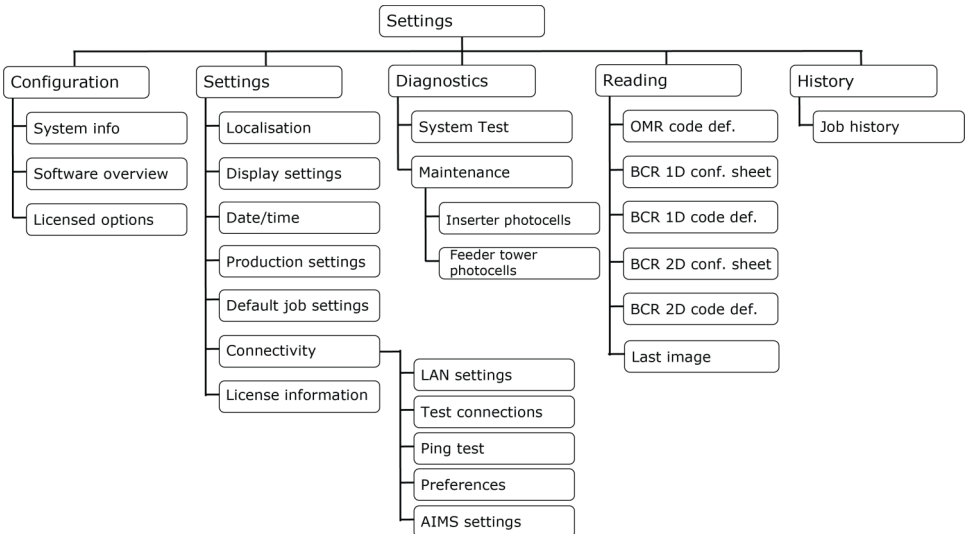 Settings
Configuration
System info
Software overview
Licensed options
Settings
Localisation
Display settings
Date/time
Production settings
Default job settings
Connectivity
LAN settings
Test connections
Ping test
Preferences
AIMS settings
License information
Diagnostics
System Test
Maintenance
Inserter photocells
Feeder tower
photocells
Reading
OMR code def.
BCR 1D conf. sheet
BCR 1D code def.
BCR 2D conf. sheet
BCR 2D code def.
Last image
History
Job history